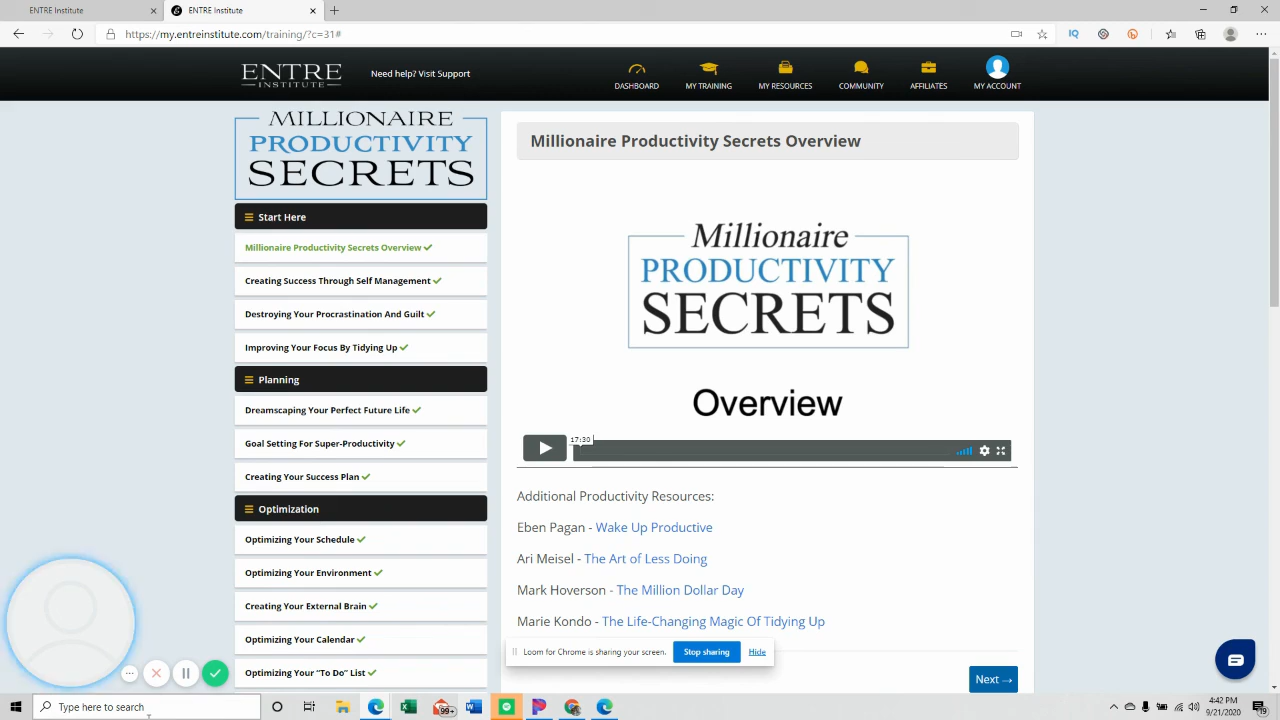 ENTRE Institute
ENTRE Institute
https://my.entreinstitute.com/training/?c=31#
IQ
ENTRE
INSTITUTE
Need help? Visit Support
DASHBOARD
MY TRAINING
MY RESOURCES
COMMUNITY
AFFILIATES
MY ACCOUNT
MILLIONAIRE
PRODUCTIVITY
SECRETS
Start Here
Millionaire Productivity Secrets Overview
Creating Success Through Self Management
Destroying Your Procrastination And Guilt
Improving Your Focus By Tidying Up
Planning
Dreamscaping Your Perfect Future Life
Goal Setting For Super-Productivity
Creating Your Success Plan
Optimization
Optimizing Your Schedule
Optimizing Your Environment
Creating Your External Brain
Optimizing Your Calendar
Optimizing Your “To Do” List
Millionaire Productivity Secrets Overview
Millionaire
PRODUCTIVITY
SECRETS
Overview
17:30
Additional Productivity Resources:
Eben Pagan - Wake Up Productive
Ari Meisel - The Art of Less Doing
Mark Hoverson - The Million Dollar Day
Marie Kondo - The Life-Changing Magic Of Tidying Up
Loom for Chrome is sharing your screen.
Stop sharing
Hide
Next →
Type here to search
99+
4:42 PM
9/21/2020
19